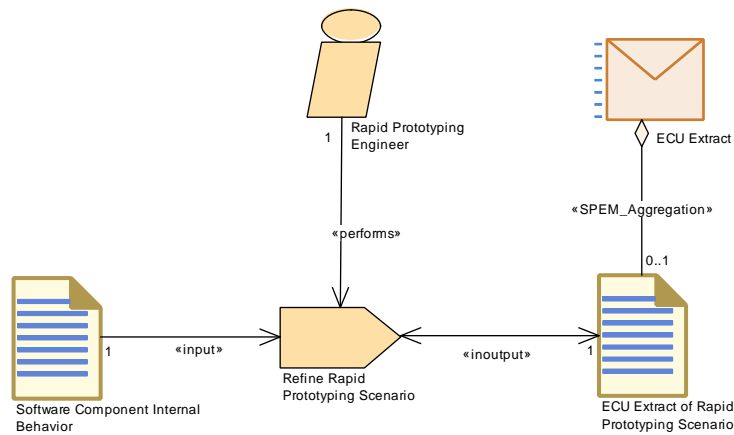 1
Rapid Prototyping
Engineer
ECU Extract
«SPEM_Aggregation»
«performs»
0..1
1
«input»
«inoutput»
1
Refine Rapid
Prototyping Scenario
Software Component Internal
Behavior
ECU Extract of Rapid
Prototyping Scenario